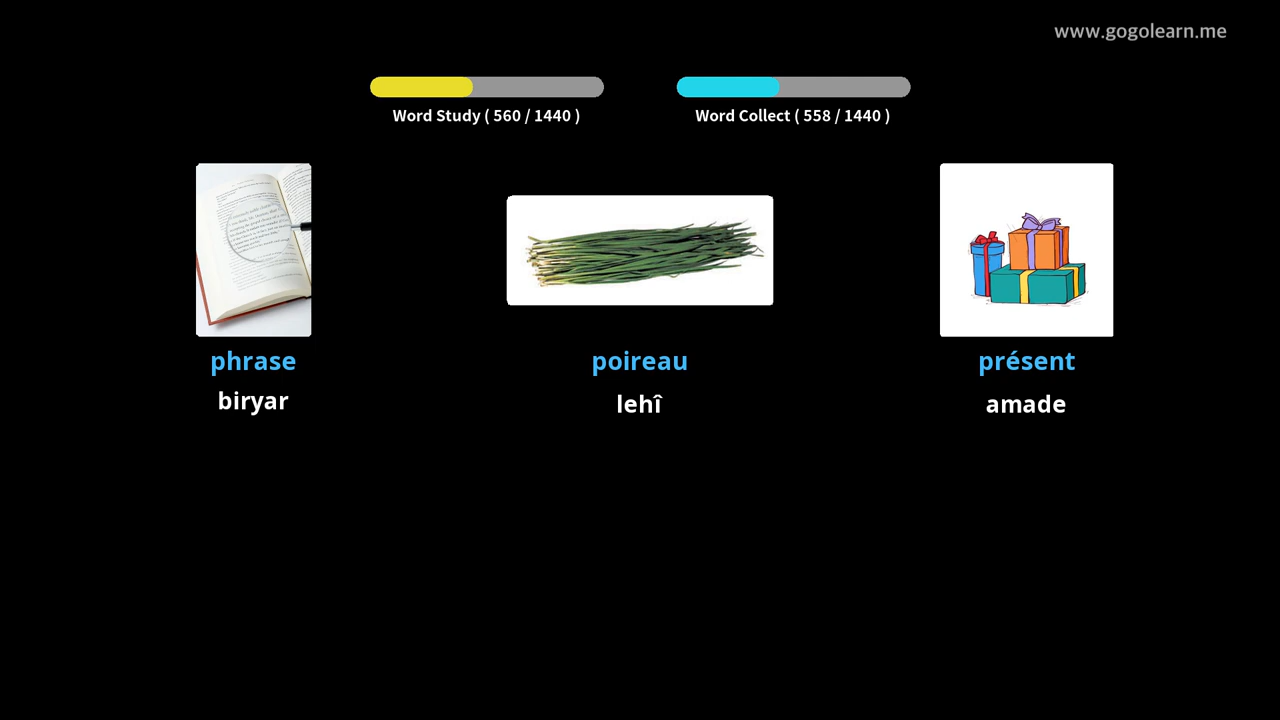 www.gogolearn.me
Word Study ( 560 / 1440 )
Word Collect ( 558 / 1440 )
phrase
biryar
poireau
lehî
présent
amade